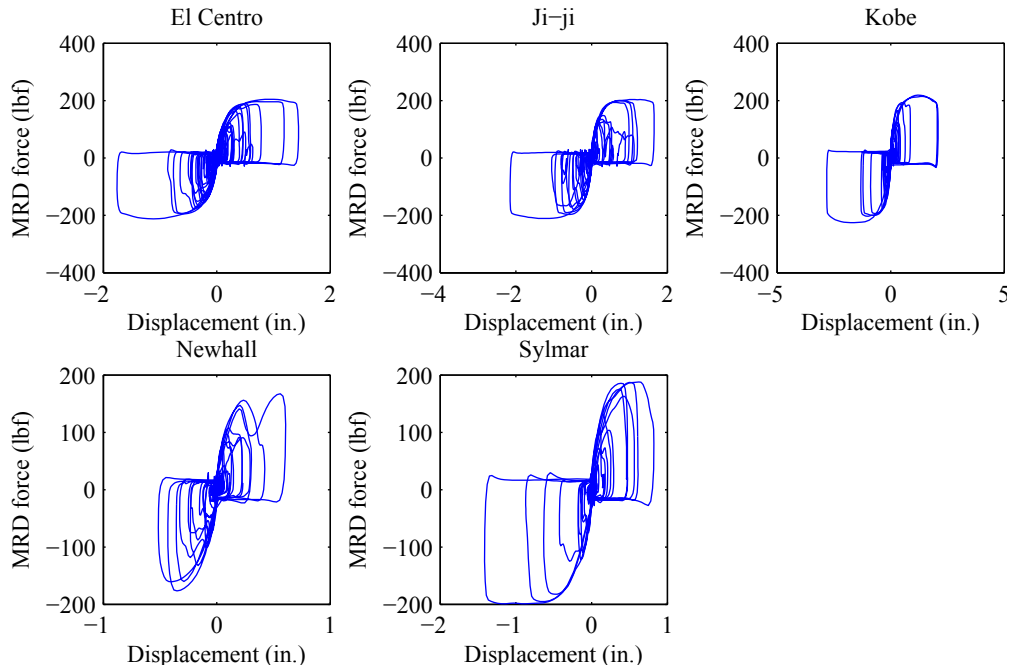 El Centro
Ji−ji
Kobe
400
200
0
−200
−400
MRD force (lbf)
−2
0
2
Displacement (in.)
400
200
0
−200
−400
MRD force (lbf)
−4
−2
0
2
4
Displacement (in.)
400
200
0
−200
−400
MRD force (lbf)
−5
0
5
Displacement (in.)
Newhall
Sylmar
200
100
0
−100
−200
MRD force (lbf)
−1
0
1
Displacement (in.)
200
100
0
−100
−200
MRD force (lbf)
−2
−1
0
1
Displacement (in.)